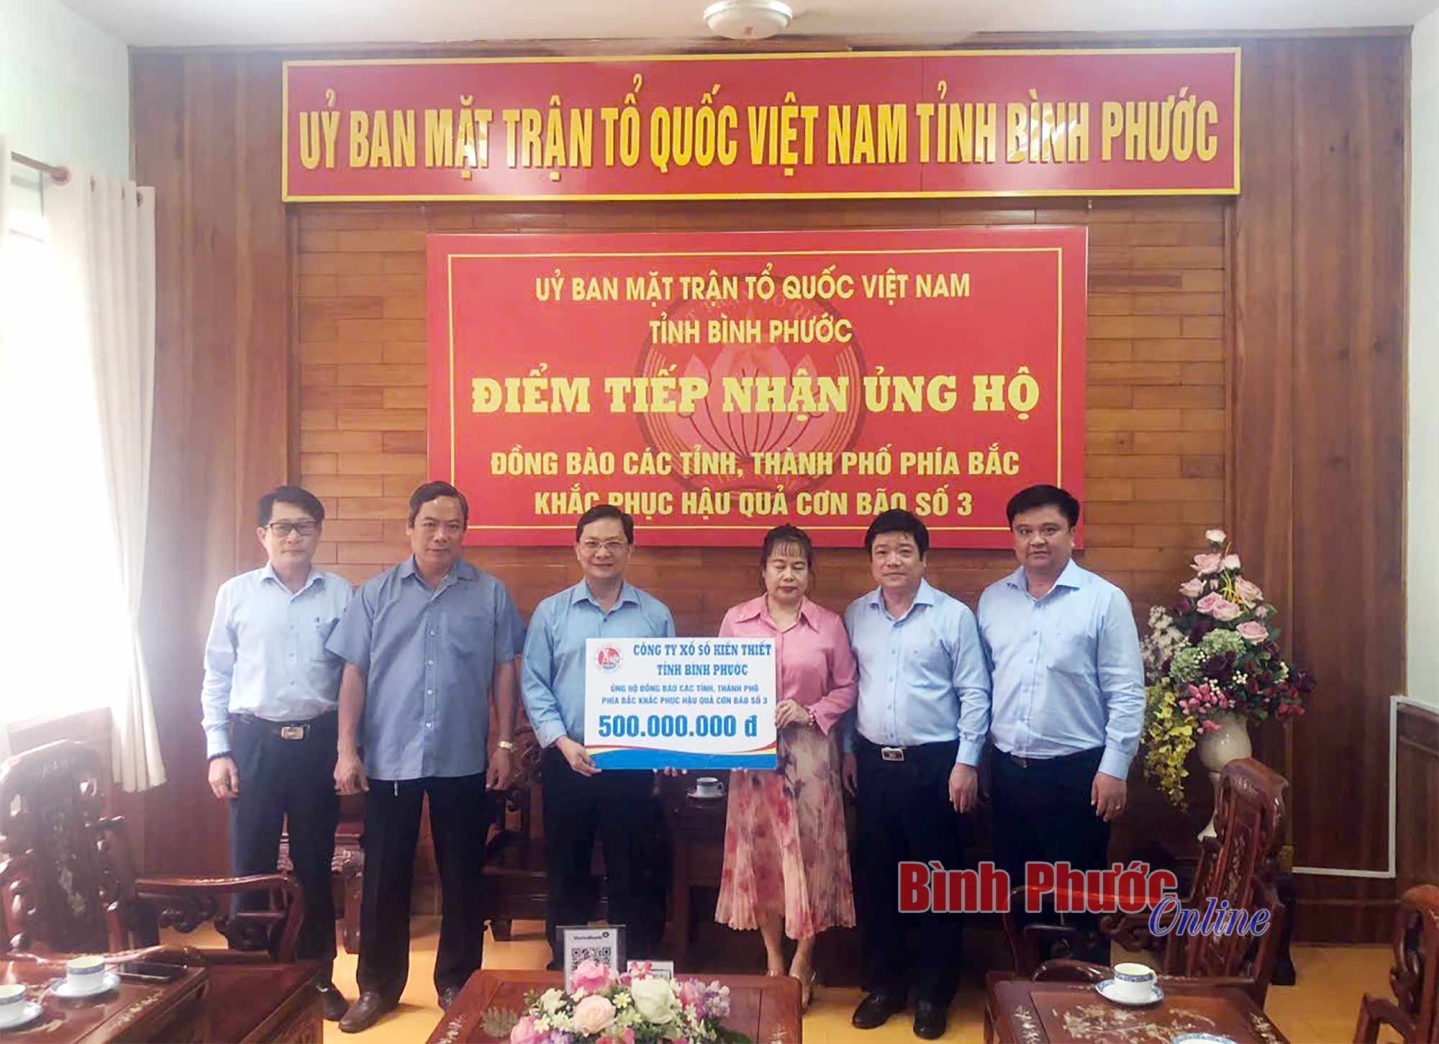 UỶ BAN MẶT TRẬN TỔ QUỐC VIỆT NAM TỈNH BÌNH PHƯỚC
UỶ BAN MẶT TRẬN TỔ QUỐC VIỆT NAM
TỈNH BÌNH PHƯỚC
ĐIỂM TIẾP NHẬN ỦNG HỘ
ĐỒNG BÀO CÁC TỈNH, THÀNH PHỐ PHÍA BẮC
KHẮC PHỤC HẬU QUẢ CƠN BÃO SỐ 3
CÔNG TY XỔ SỐ KIẾN THIẾT
TỈNH BÌNH PHƯỚC
ỦNG HỘ ĐỒNG BÀO CÁC TỈNH, THÀNH PHỐ
PHÍA BẮC KHẮC PHỤC HẬU QUẢ CƠN BÃO SỐ 3
500.000.000 đ
Bình Phước
Online